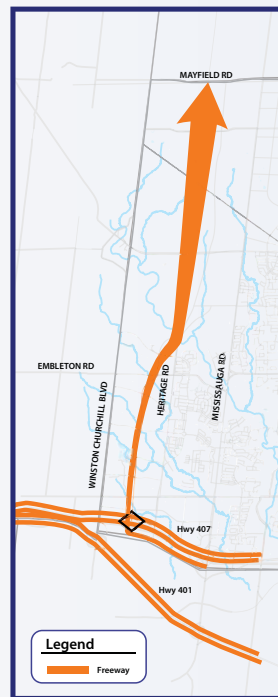 MAYFIELD RD
EMBLETON RD
WINSTON CHURCHILL BLVD
HERITAGE RD
MISSISSAUGA RD
Hwy 407
Hwy 401
Legend
Freeway